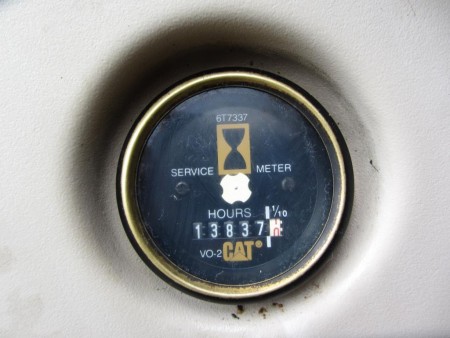 6T7337
SERVICE METER
HOURS 1/10
13837
VO-2 CAT